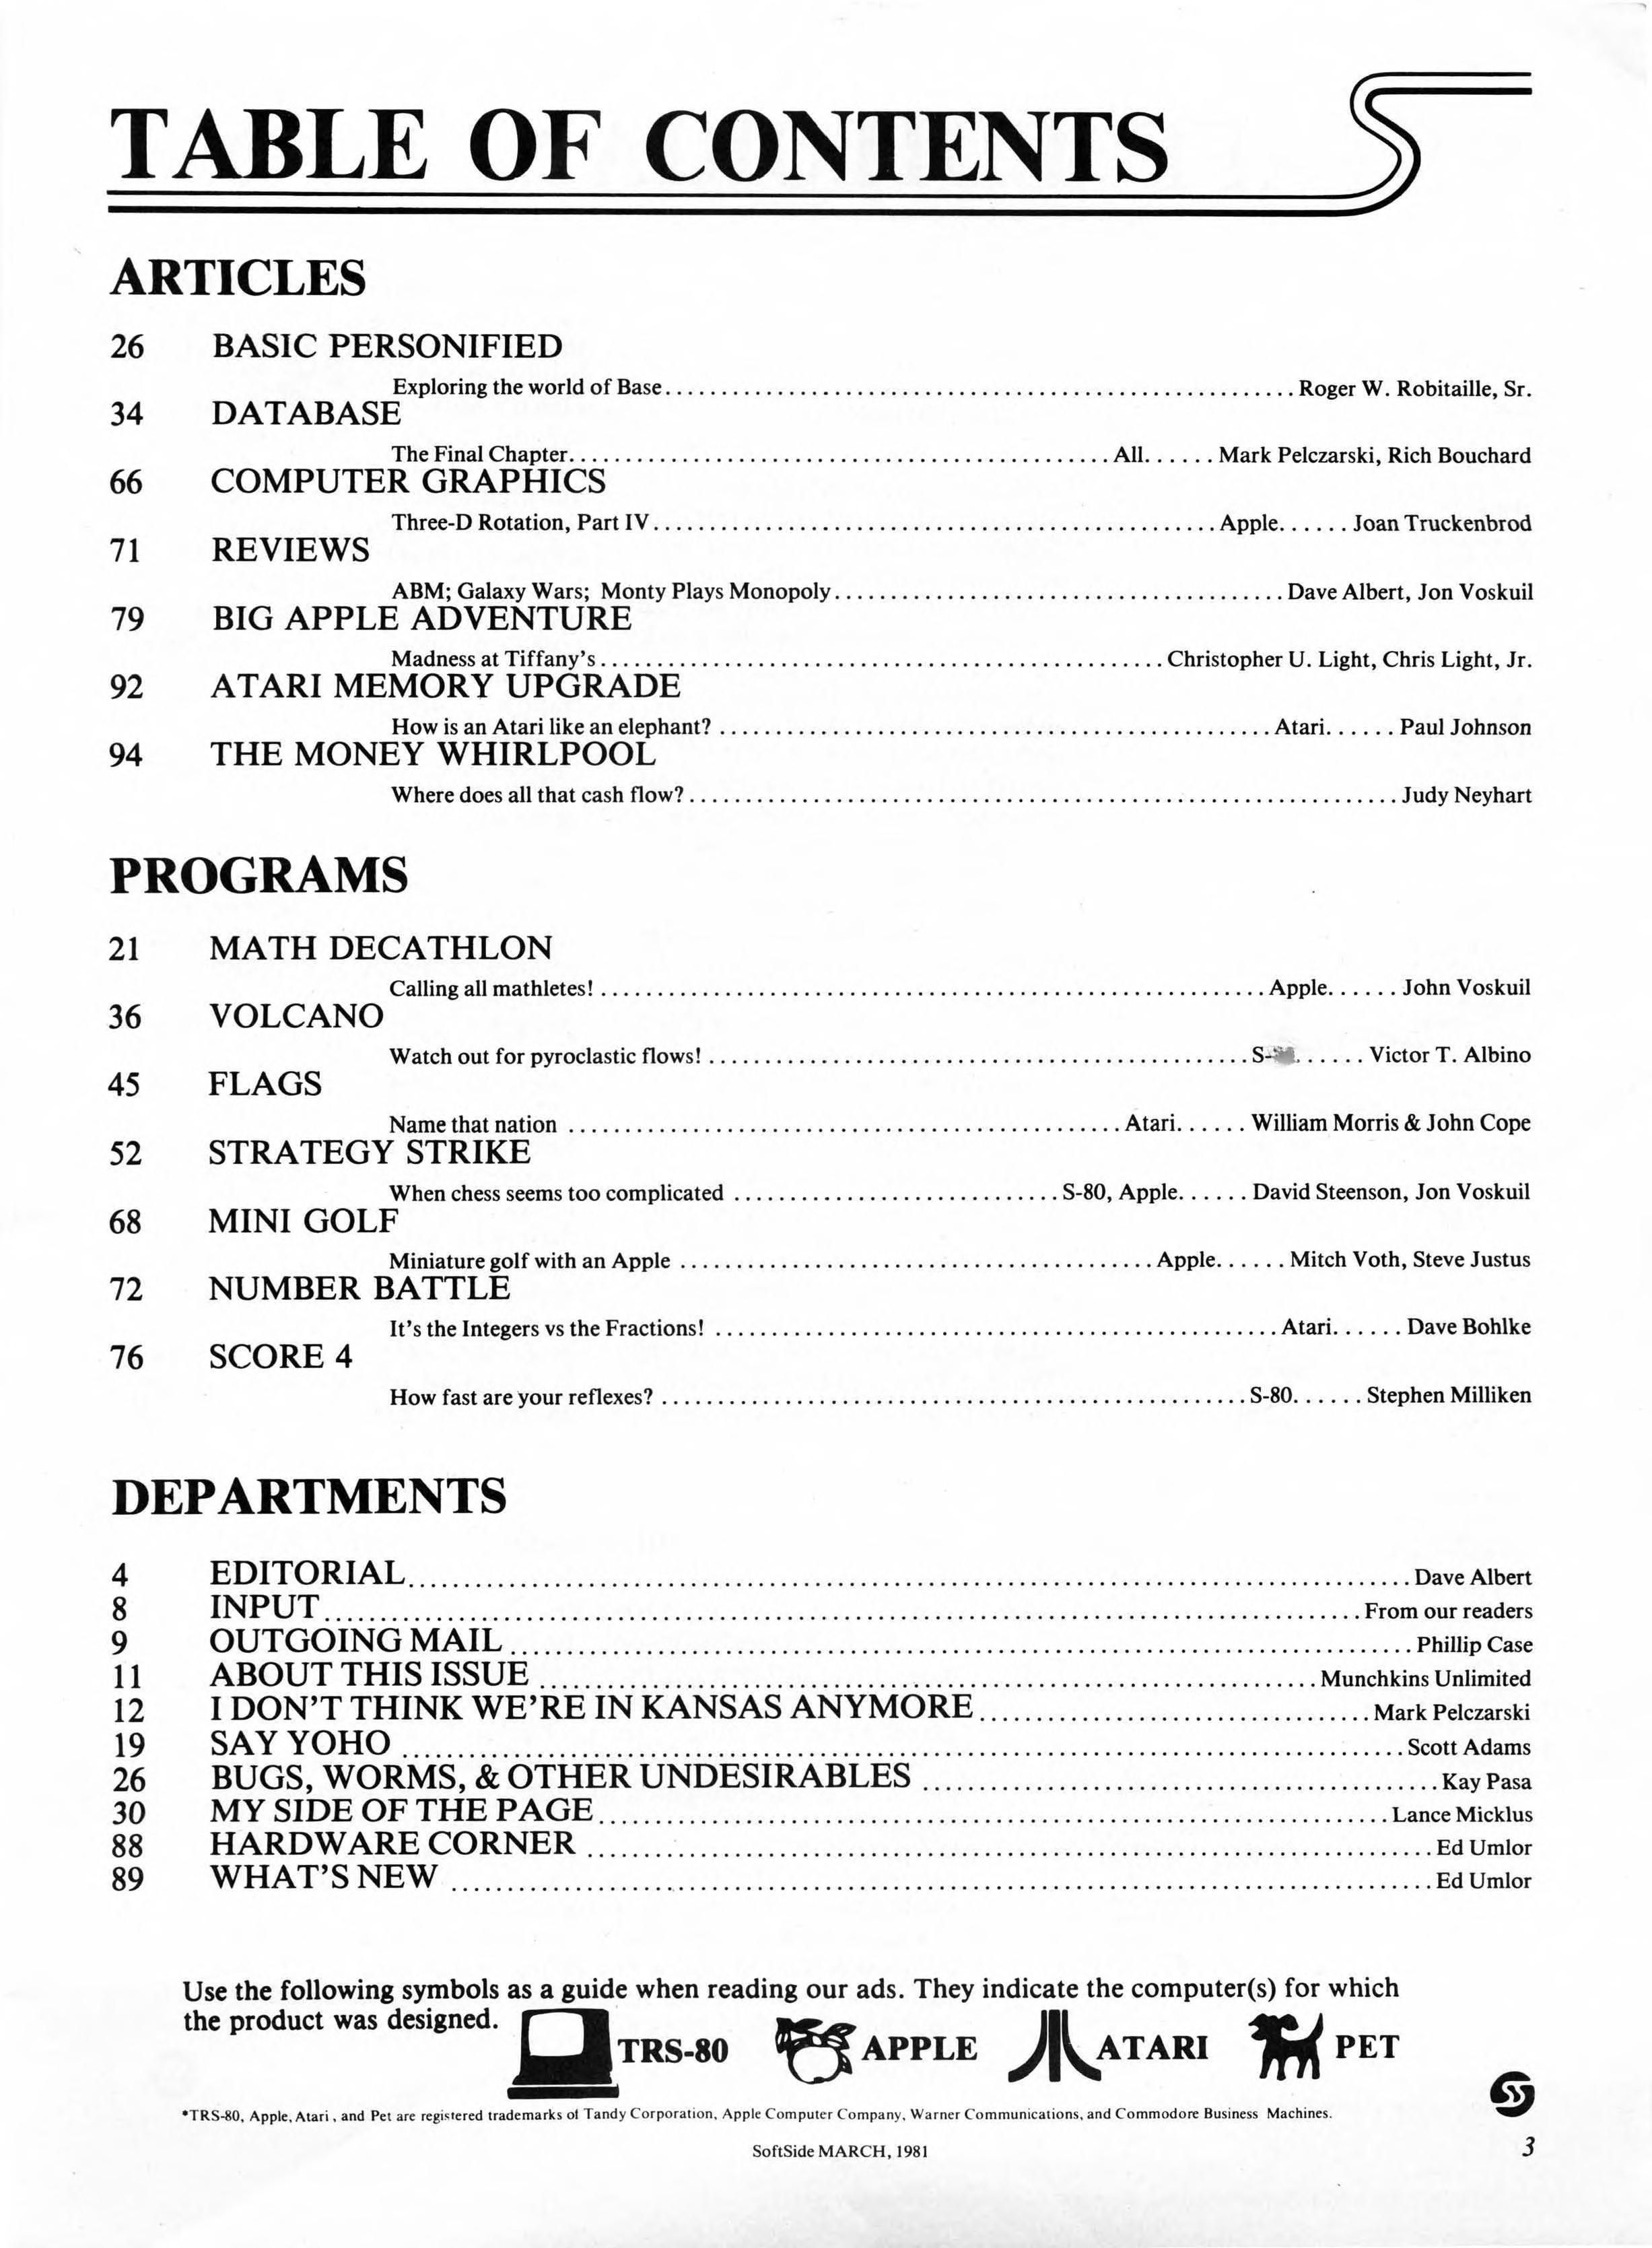 TABLE OF CONTENTS
ARTICLES
26 BASIC PERSONIFIED
Exploring the world of Base........ Roger W. Robitaille, Sr.
34 DATABASE
The Final Chapter........ All...... Mark Pelczarski, Rich Bouchard
66 COMPUTER GRAPHICS
Three-D Rotation, Part IV........ Apple...... Joan Truckenbrod
71 REVIEWS
ABM; Galaxy Wars; Monty Plays Monopoly........ Dave Albert, Jon Voskuil
79 BIG APPLE ADVENTURE
Madness at Tiffany's........ Christopher U. Light, Chris Light, Jr.
92 ATARI MEMORY UPGRADE
How is an Atari like an elephant? ........ Atari...... Paul Johnson
94 THE MONEY WHIRLPOOL
Where does all that cash flow?........ Judy Neyhart
PROGRAMS
21 MATH DECATHLON
Calling all mathletes! ........ Apple...... John Voskuil
36 VOLCANO
Watch out for pyroclastic flows! ........ S-...... Victor T. Albino
45 FLAGS
Name that nation ........ Atari...... William Morris & John Cope
52 STRATEGY STRIKE
When chess seems too complicated ........ S-80, Apple...... David Steenson, Jon Voskuil
68 MINI GOLF
Miniature golf with an Apple ........ Apple...... Mitch Voth, Steve Justus
72 NUMBER BATTLE
It's the Integers vs the Fractions! ........ Atari...... Dave Bohlke
76 SCORE 4
How fast are your reflexes? ........ S-80...... Stephen Milliken
DEPARTMENTS
4 EDITORIAL........ Dave Albert
8 INPUT........ From our readers
9 OUTGOING MAIL........ Phillip Case
11 ABOUT THIS ISSUE ........ Munchkins Unlimited
12 I DON'T THINK WE'RE IN KANSAS ANYMORE........ Mark Pelczarski
19 SAY YOHO ........ Scott Adams
26 BUGS, WORMS, & OTHER UNDESIRABLES ........ Kay Pasa
30 MY SIDE OF THE PAGE........ Lance Micklus
88 HARDWARE CORNER ........ Ed Umlor
89 WHAT'S NEW ........ Ed Umlor
Use the following symbols as a guide when reading our ads. They indicate the computer(s) for which
the product was designed.
TRS-80 APPLE ATARI PET
*TRS-80, Apple, Atari, and Pet are registered trademarks of Tandy Corporation, Apple Computer Company, Warner Communications, and Commodore Business Machines.
SS
SoftSide MARCH, 1981 3